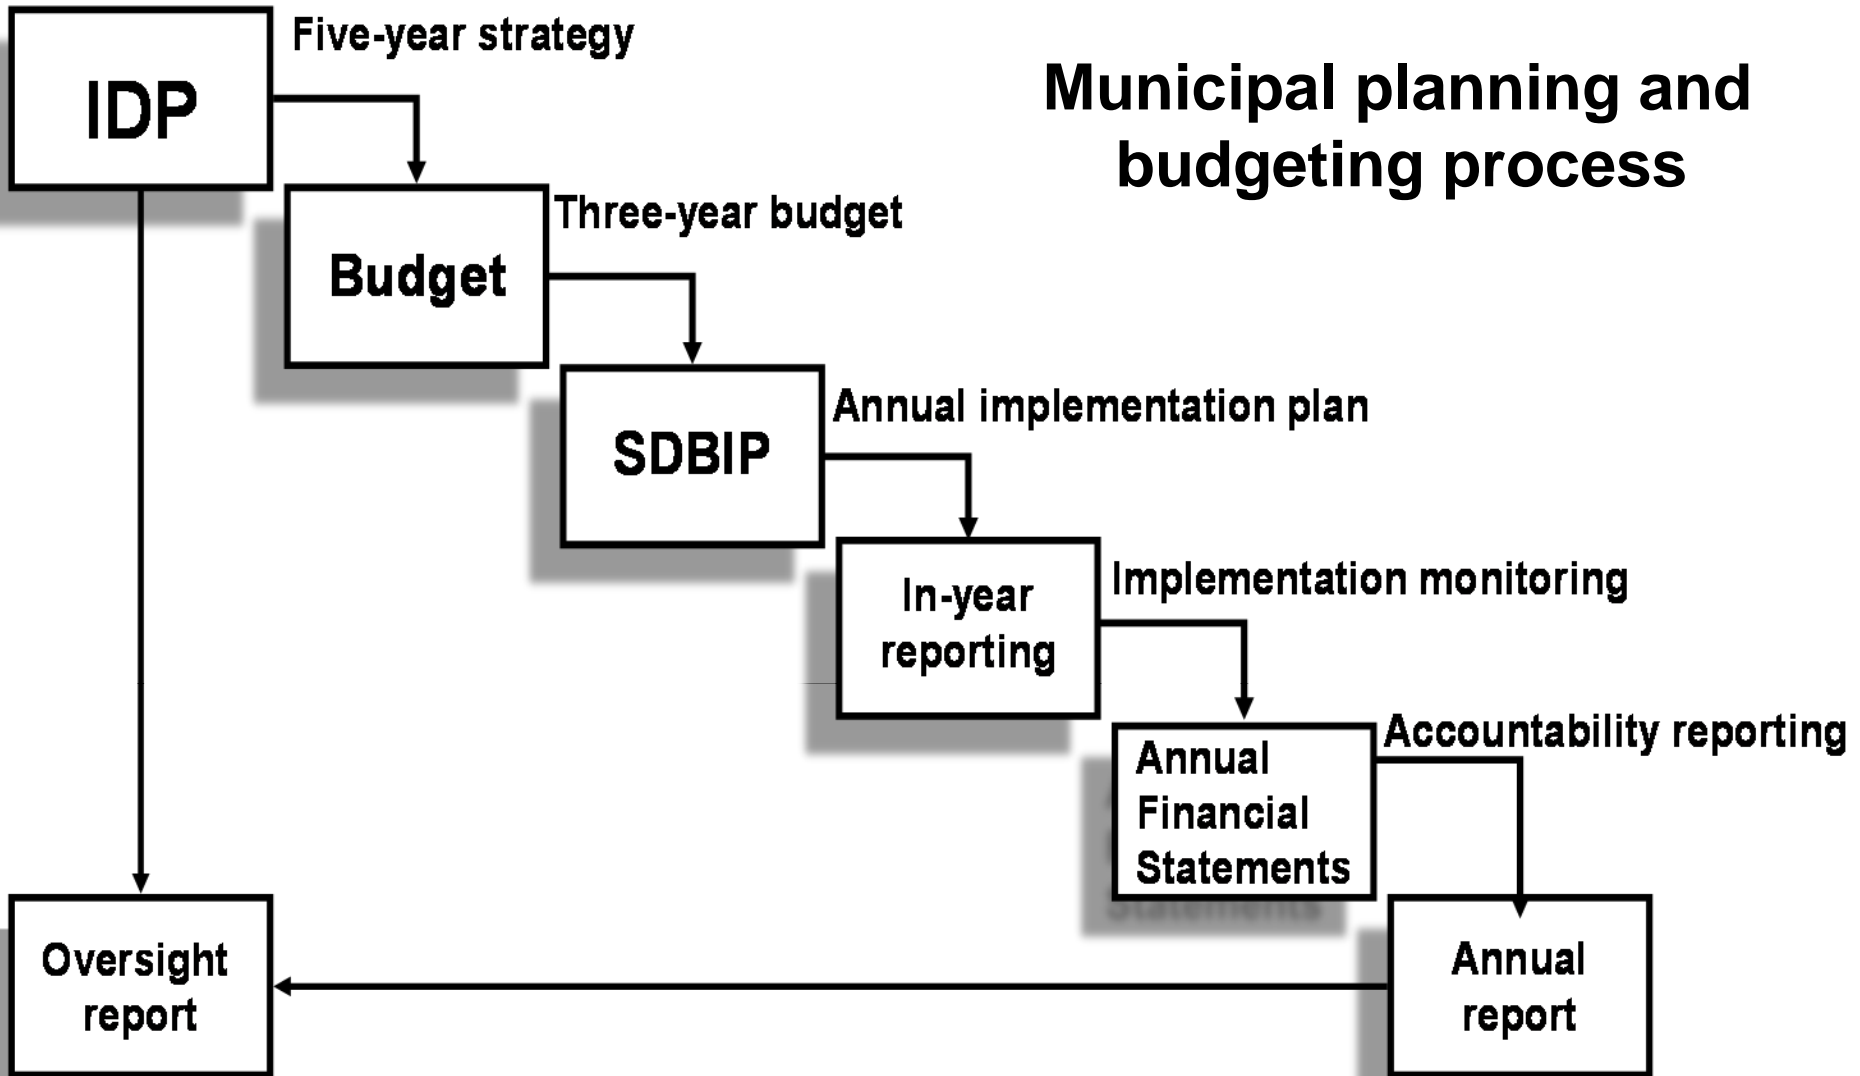 Five-year strategy
Municipal planning and
budgeting process
IDP
Three-year budget
Budget
Annual implementation plan
SDBIP
In-year
reporting
Implementation monitoring
Annual
Financial
Statements
Accountability reporting
Oversight
report
Annual
report